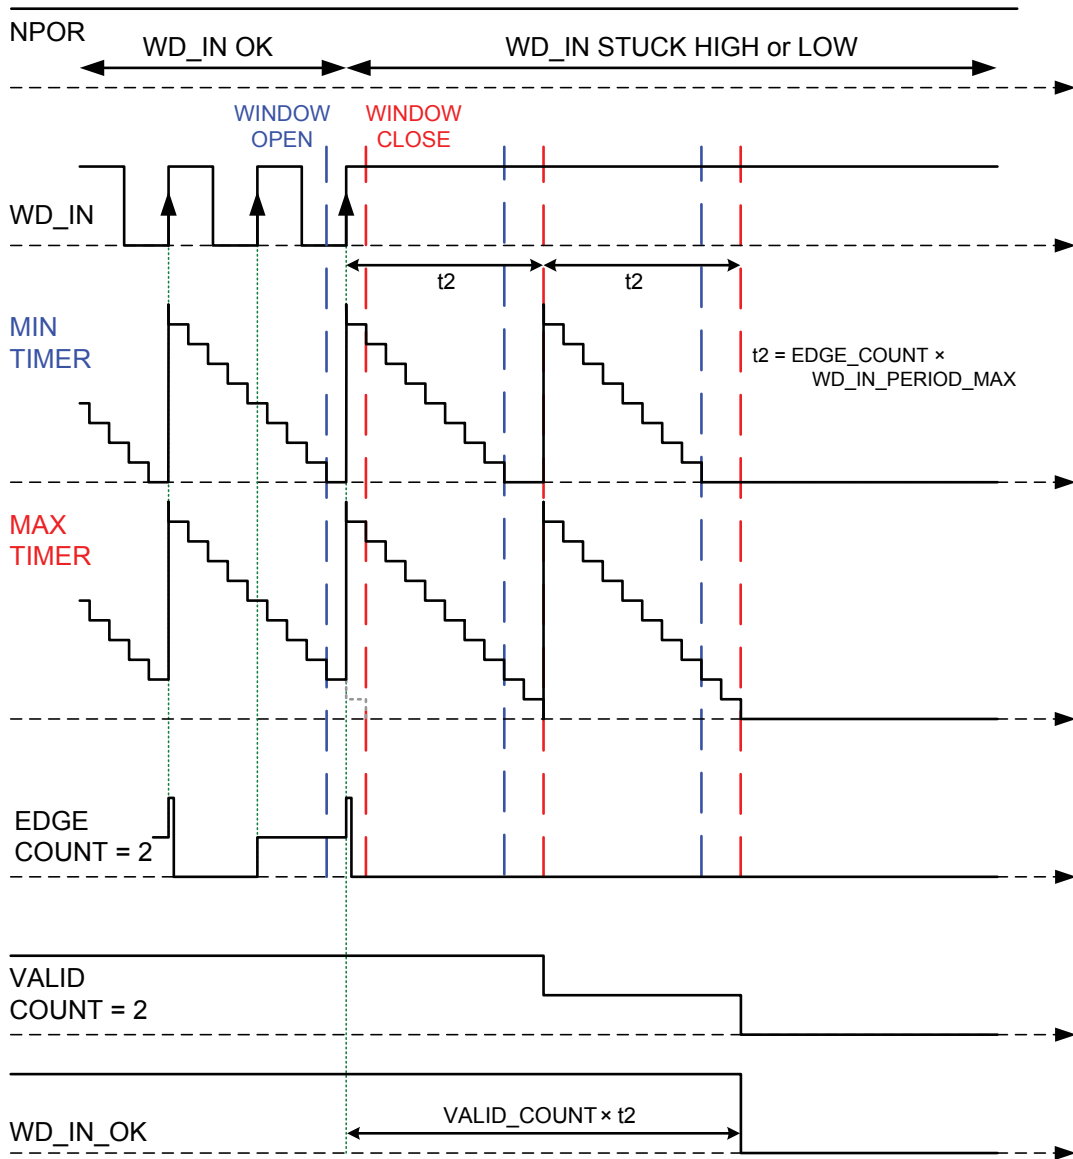 NPOR
WD_IN OK
WD_IN STUCK HIGH or LOW
WINDOW
OPEN
WINDOW
CLOSE
WD_IN
t2
t2
MIN
TIMER
t2 = EDGE_COUNT ×
WD_IN_PERIOD_MAX
MAX
TIMER
EDGE
COUNT = 2
VALID
COUNT = 2
VALID_COUNT × t2
WD_IN_OK